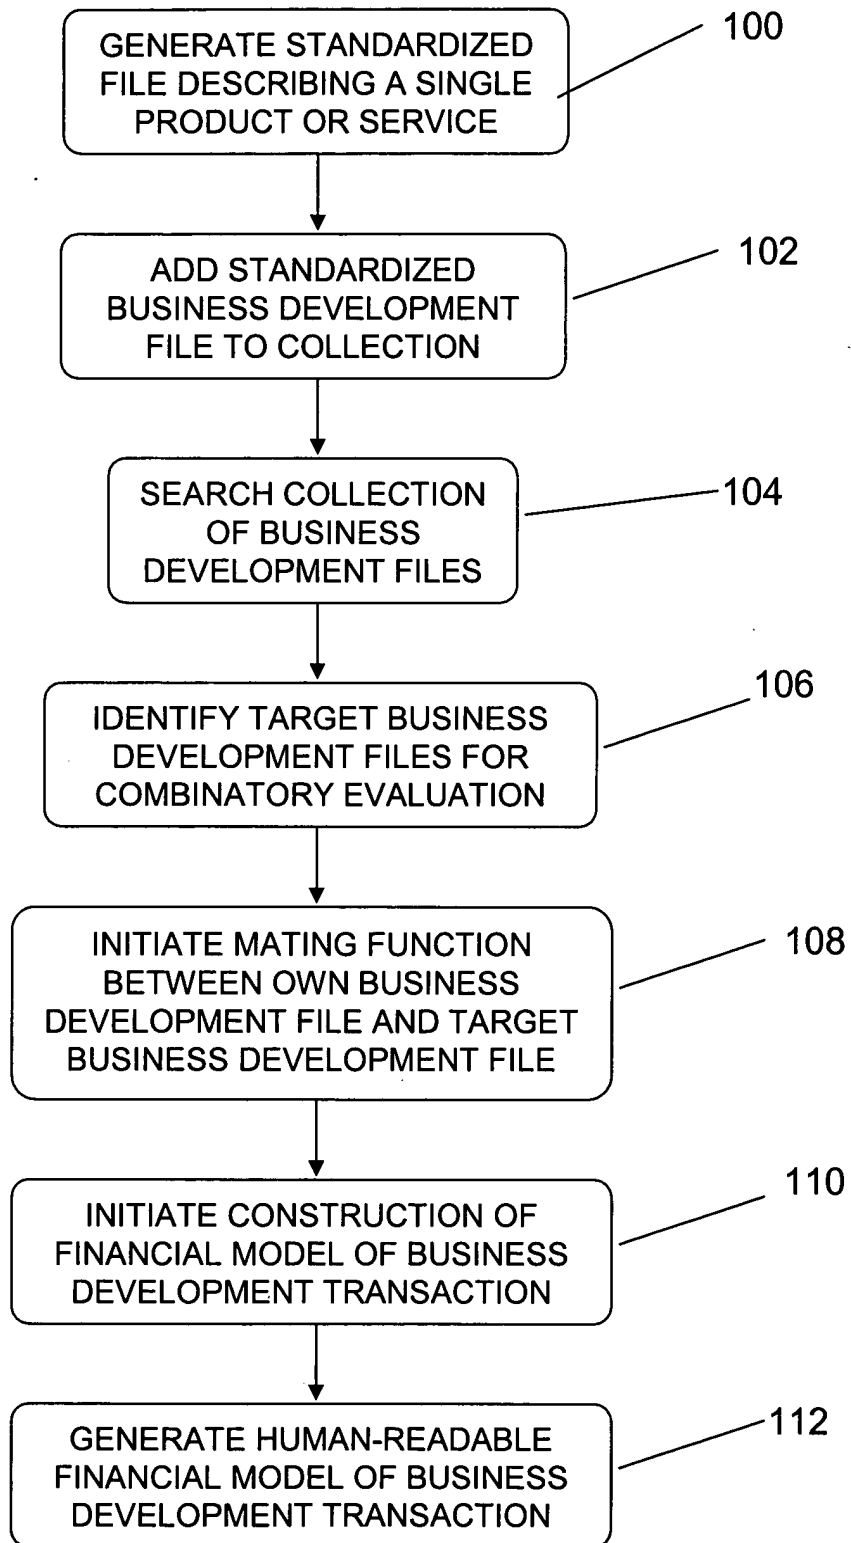 GENERATE STANDARDIZED
FILE DESCRIBING A SINGLE
PRODUCT OR SERVICE
100
ADD STANDARDIZED
BUSINESS DEVELOPMENT
FILE TO COLLECTION
102
SEARCH COLLECTION
OF BUSINESS
DEVELOPMENT FILES
104
IDENTIFY TARGET BUSINESS
DEVELOPMENT FILES FOR
COMBINATORY EVALUATION
106
INITIATE MATING FUNCTION
BETWEEN OWN BUSINESS
DEVELOPMENT FILE AND TARGET
BUSINESS DEVELOPMENT FILE
108
INITIATE CONSTRUCTION OF
FINANCIAL MODEL OF BUSINESS
DEVELOPMENT TRANSACTION
110
GENERATE HUMAN-READABLE
FINANCIAL MODEL OF BUSINESS
DEVELOPMENT TRANSACTION
112